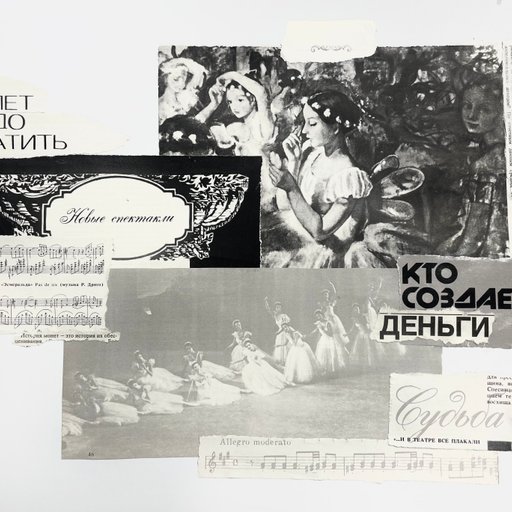 ЛЕТ
ДО
АТИТЬ
Новые спектакли
«Эсмеральда» Pas de six (музыка Р. Дриго)
История монет — это история их обес-
ценивания.
КТО
СОЗДАЕ
ДЕНЬГИ
Судьба
...И В ТЕАТРЕ ВСЕ ПЛАКАЛИ
Allegro moderato
46